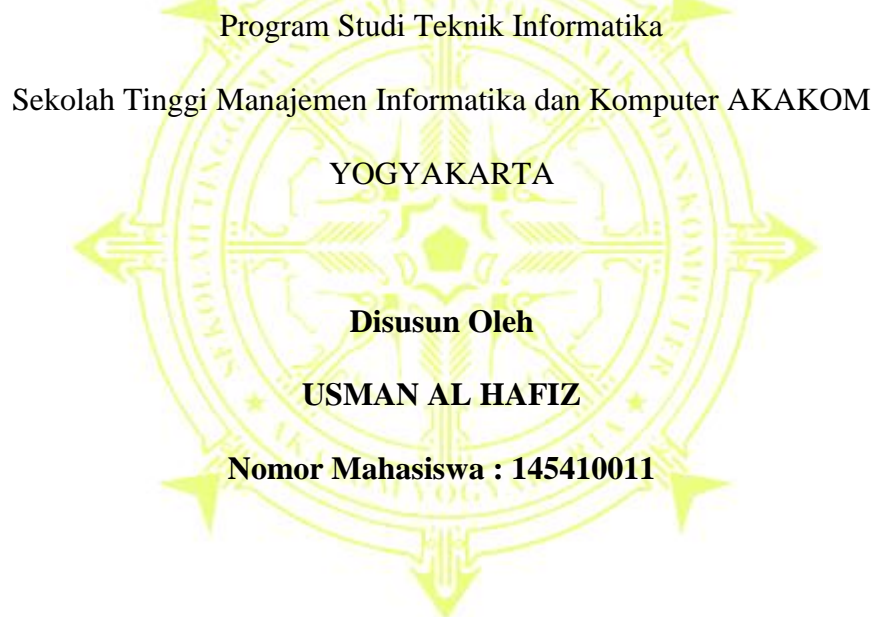 Program Studi Teknik Informatika
Sekolah Tinggi Manajemen Informatika dan Komputer AKAKOM
YOGYAKARTA
Disusun Oleh
USMAN AL HAFIZ
Nomor Mahasiswa : 145410011